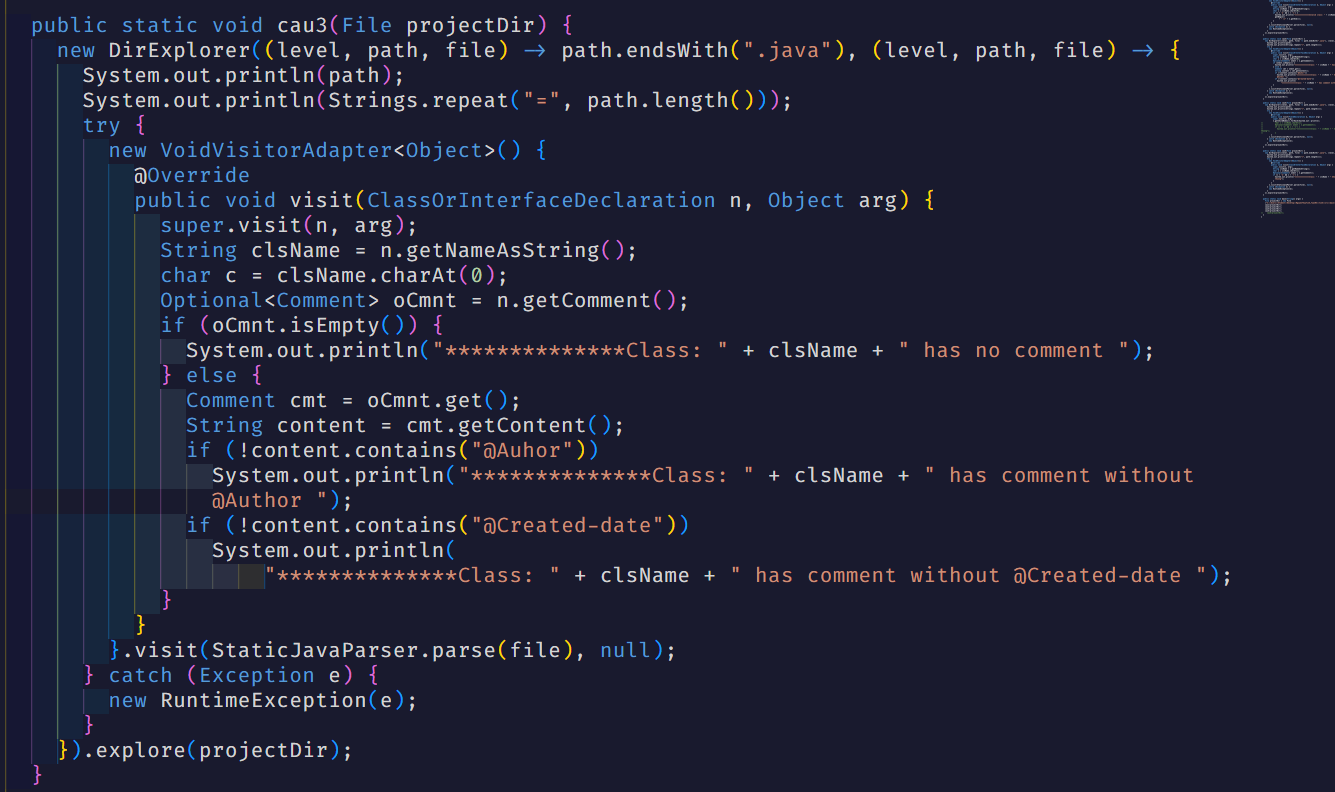 public static void cau3(File projectDir) {
new DirExplorer((level, path, file) -> path.endsWith(".java"), (level, path, file) -> {
System.out.println(path);
System.out.println(Strings.repeat("=", path.length()));
try {
new VoidVisitorAdapter<Object>() {
@Override
public void visit(ClassOrInterfaceDeclaration n, Object arg) {
super.visit(n, arg);
String clsName = n.getNameAsString();
char c = clsName.charAt(0);
Optional<Comment> oCmnt = n.getComment();
if (oCmnt.isEmpty()) {
System.out.println("**************Class: " + clsName + " has no comment ");
} else {
Comment cmt = oCmnt.get();
String content = cmt.getContent();
if (!content.contains("@Auhor"))
System.out.println("**************Class: " + clsName + " has comment without
@Author ");
if (!content.contains("@Created-date"))
System.out.println(
"**************Class: " + clsName + " has comment without @Created-date ");
}
}
}.visit(StaticJavaParser.parse(file), null);
} catch (Exception e) {
new RuntimeException(e);
}
}).explore(projectDir);
}